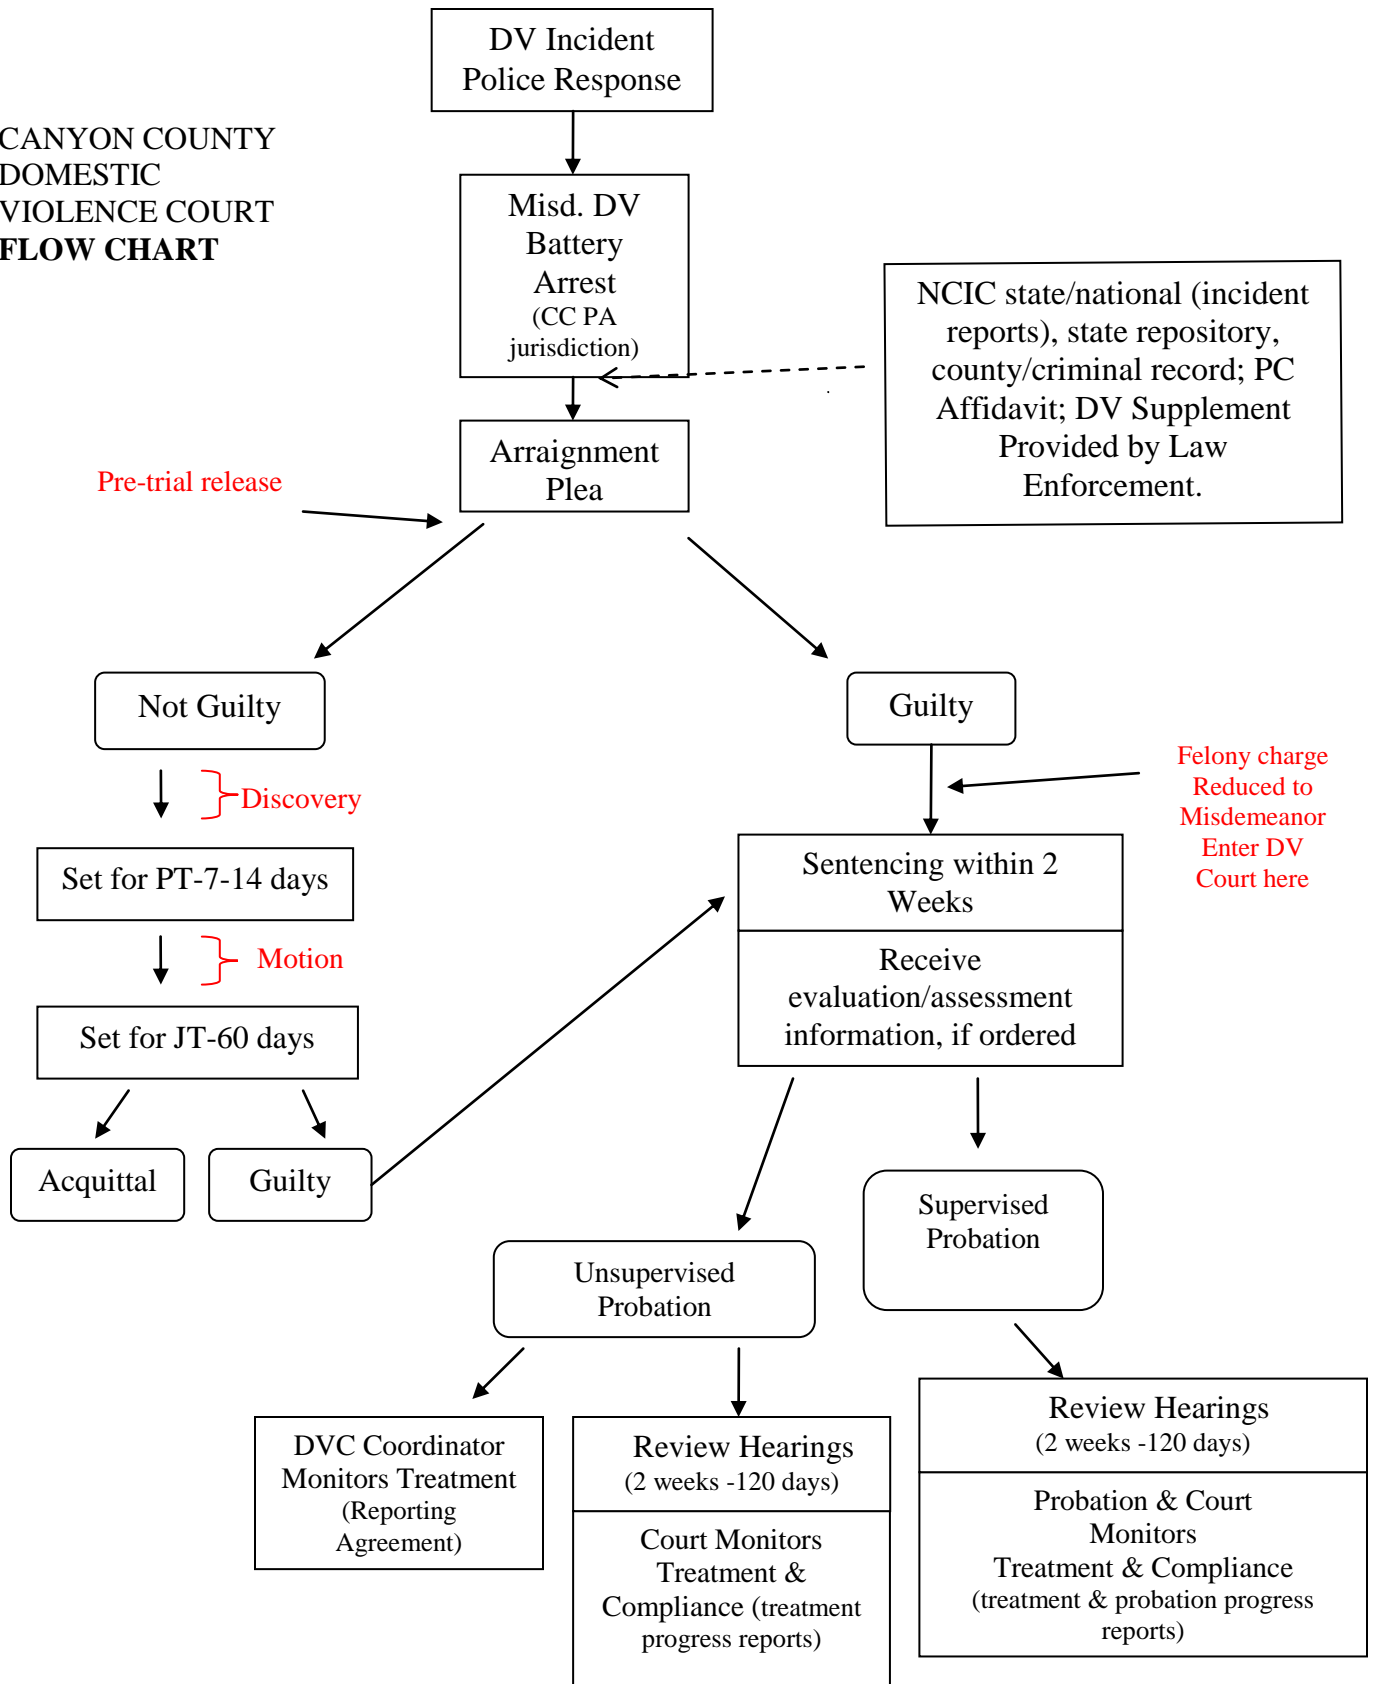 DV Incident
Police Response
CANYON COUNTY
DOMESTIC
VIOLENCE COURT
FLOW CHART
Misd. DV
Battery
Arrest
(CC PA
jurisdiction)
NCIC state/national (incident
reports), state repository,
county/criminal record; PC
Affidavit; DV Supplement
Provided by Law
Enforcement.
Arraignment
Plea
Pre-trial release
Not Guilty
Guilty
Discovery
Felony charge
Reduced to
Misdemeanor
Enter DV
Court here
Set for PT-7-14 days
Sentencing within 2
Weeks
Motion
Receive
evaluation/assessment
information, if ordered
Set for JT-60 days
Acquittal
Guilty
Supervised
Probation
Unsupervised
Probation
DVC Coordinator
Monitors Treatment
(Reporting
Agreement)
Review Hearings
(2 weeks -120 days)
Court Monitors
Treatment &
Compliance (treatment
progress reports)
Review Hearings
(2 weeks -120 days)
Probation & Court
Monitors
Treatment & Compliance
(treatment & probation progress
reports)